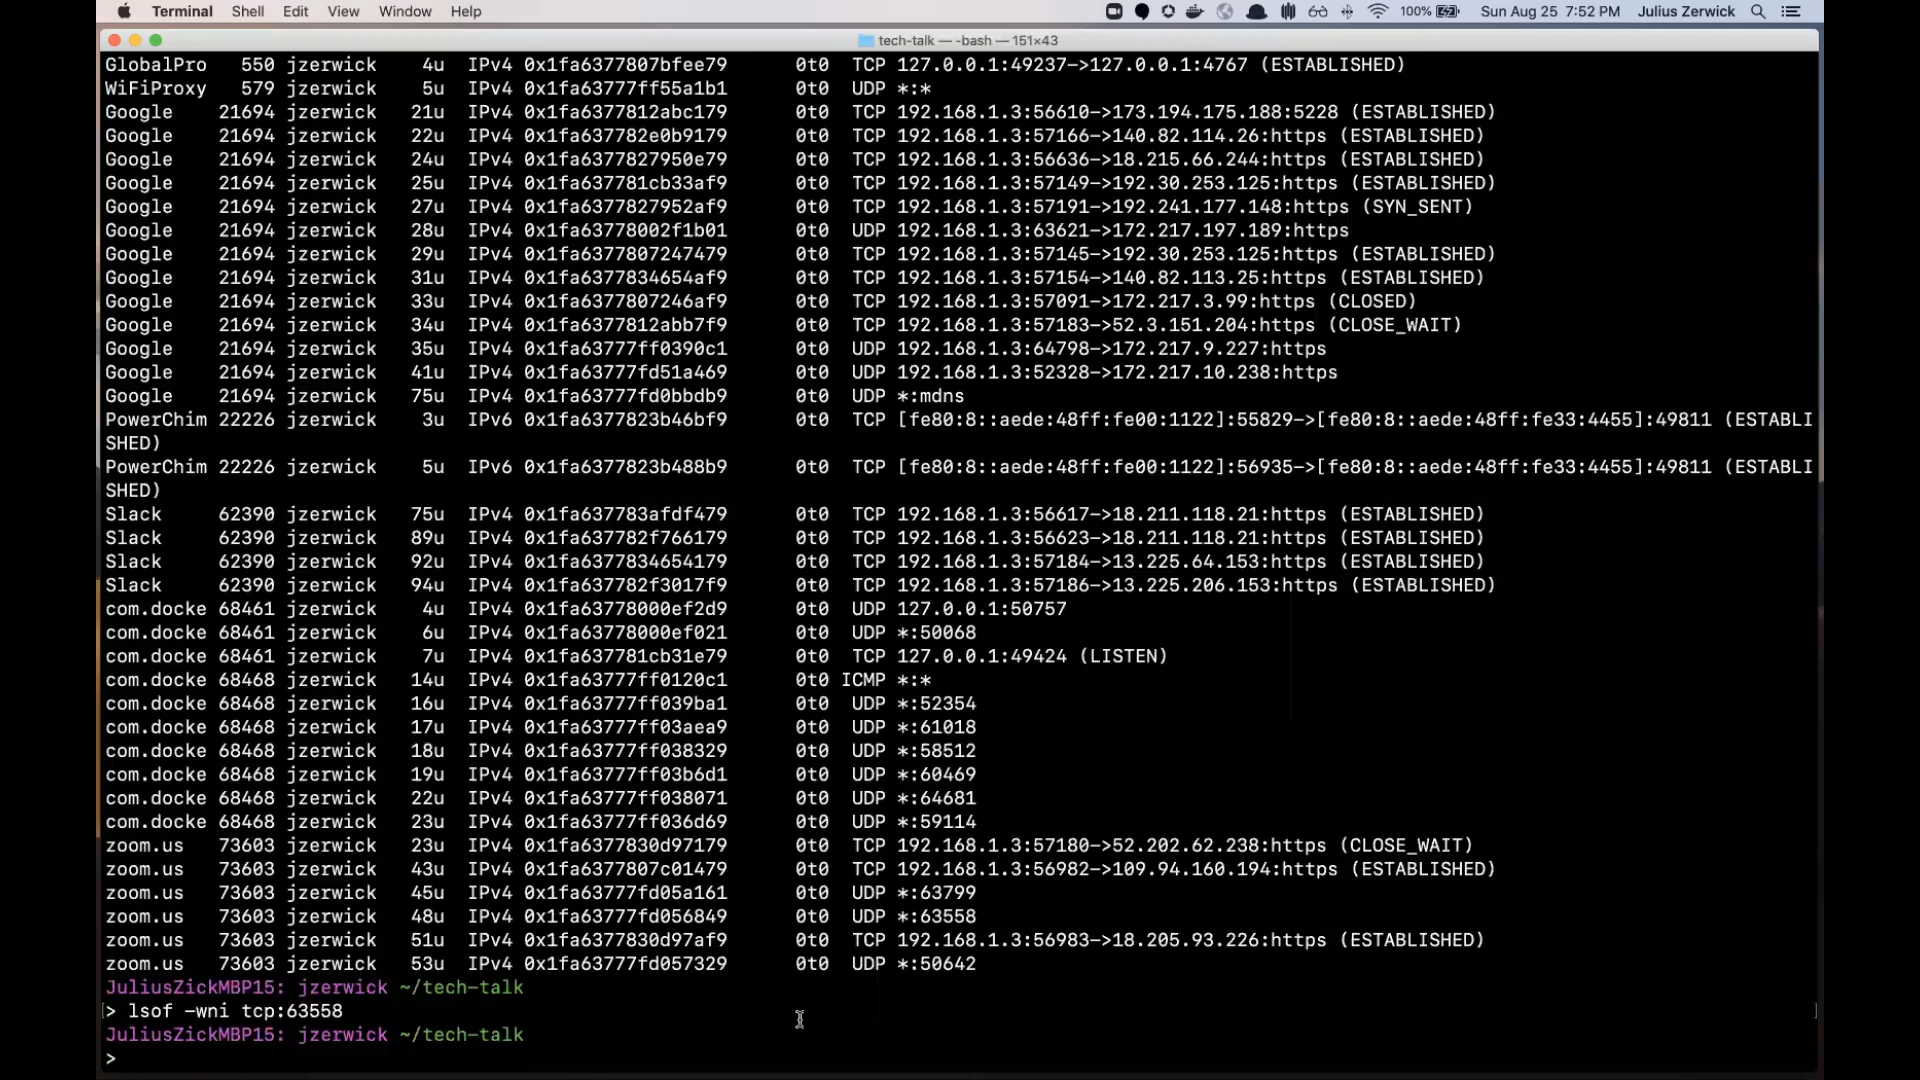 Terminal Shell Edit View Window Help 100% Sun Aug 25 7:52 PM Julius Zerwick
tech-talk — -bash — 151×43
GlobalPro 550 jzerwick 4u IPv4 0x1fa6377807bfee79 0t0 TCP 127.0.0.1:49237->127.0.0.1:4767 (ESTABLISHED)
WiFiProxy 579 jzerwick 5u IPv4 0x1fa63777ff55a1b1 0t0 UDP *:*
Google 21694 jzerwick 21u IPv4 0x1fa6377812abc179 0t0 TCP 192.168.1.3:56610->173.194.175.188:5228 (ESTABLISHED)
Google 21694 jzerwick 22u IPv4 0x1fa637782e0b9179 0t0 TCP 192.168.1.3:57166->140.82.114.26:https (ESTABLISHED)
Google 21694 jzerwick 24u IPv4 0x1fa6377827950e79 0t0 TCP 192.168.1.3:56636->18.215.66.244:https (ESTABLISHED)
Google 21694 jzerwick 25u IPv4 0x1fa637781cb33af9 0t0 TCP 192.168.1.3:57149->192.30.253.125:https (ESTABLISHED)
Google 21694 jzerwick 27u IPv4 0x1fa6377827952af9 0t0 TCP 192.168.1.3:57191->192.241.177.148:https (SYN_SENT)
Google 21694 jzerwick 28u IPv4 0x1fa63778002f1b01 0t0 UDP 192.168.1.3:63621->172.217.197.189:https
Google 21694 jzerwick 29u IPv4 0x1fa6377807247479 0t0 TCP 192.168.1.3:57145->192.30.253.125:https (ESTABLISHED)
Google 21694 jzerwick 31u IPv4 0x1fa6377834654af9 0t0 TCP 192.168.1.3:57154->140.82.113.25:https (ESTABLISHED)
Google 21694 jzerwick 33u IPv4 0x1fa6377807246af9 0t0 TCP 192.168.1.3:57091->172.217.3.99:https (CLOSED)
Google 21694 jzerwick 34u IPv4 0x1fa6377812abb7f9 0t0 TCP 192.168.1.3:57183->52.3.151.204:https (CLOSE_WAIT)
Google 21694 jzerwick 35u IPv4 0x1fa63777ff0390c1 0t0 UDP 192.168.1.3:64798->172.217.9.227:https
Google 21694 jzerwick 41u IPv4 0x1fa63777fd51a469 0t0 UDP 192.168.1.3:52328->172.217.10.238:https
Google 21694 jzerwick 75u IPv4 0x1fa63777fd0bbdb9 0t0 UDP *:mdns
PowerChim 22226 jzerwick 3u IPv6 0x1fa6377823b46bf9 0t0 TCP [fe80:8::aede:48ff:fe00:1122]:55829->[fe80:8::aede:48ff:fe33:4455]:49811 (ESTABLI
SHED)
PowerChim 22226 jzerwick 5u IPv6 0x1fa6377823b488b9 0t0 TCP [fe80:8::aede:48ff:fe00:1122]:56935->[fe80:8::aede:48ff:fe33:4455]:49811 (ESTABLI
SHED)
Slack 62390 jzerwick 75u IPv4 0x1fa637783afdf479 0t0 TCP 192.168.1.3:56617->18.211.118.21:https (ESTABLISHED)
Slack 62390 jzerwick 89u IPv4 0x1fa637782f766179 0t0 TCP 192.168.1.3:56623->18.211.118.21:https (ESTABLISHED)
Slack 62390 jzerwick 92u IPv4 0x1fa6377834654179 0t0 TCP 192.168.1.3:57184->13.225.64.153:https (ESTABLISHED)
Slack 62390 jzerwick 94u IPv4 0x1fa637782f3017f9 0t0 TCP 192.168.1.3:57186->13.225.206.153:https (ESTABLISHED)
com.docke 68461 jzerwick 4u IPv4 0x1fa63778000ef2d9 0t0 UDP 127.0.0.1:50757
com.docke 68461 jzerwick 6u IPv4 0x1fa63778000ef021 0t0 UDP *:50068
com.docke 68461 jzerwick 7u IPv4 0x1fa637781cb31e79 0t0 TCP 127.0.0.1:49424 (LISTEN)
com.docke 68468 jzerwick 14u IPv4 0x1fa63777ff0120c1 0t0 ICMP *:*
com.docke 68468 jzerwick 16u IPv4 0x1fa63777ff039ba1 0t0 UDP *:52354
com.docke 68468 jzerwick 17u IPv4 0x1fa63777ff03aea9 0t0 UDP *:61018
com.docke 68468 jzerwick 18u IPv4 0x1fa63777ff038329 0t0 UDP *:58512
com.docke 68468 jzerwick 19u IPv4 0x1fa63777ff03b6d1 0t0 UDP *:60469
com.docke 68468 jzerwick 22u IPv4 0x1fa63777ff038071 0t0 UDP *:64681
com.docke 68468 jzerwick 23u IPv4 0x1fa63777ff036d69 0t0 UDP *:59114
zoom.us 73603 jzerwick 23u IPv4 0x1fa6377830d97179 0t0 TCP 192.168.1.3:57180->52.202.62.238:https (CLOSE_WAIT)
zoom.us 73603 jzerwick 43u IPv4 0x1fa6377807c01479 0t0 TCP 192.168.1.3:56982->109.94.160.194:https (ESTABLISHED)
zoom.us 73603 jzerwick 45u IPv4 0x1fa63777fd05a161 0t0 UDP *:63799
zoom.us 73603 jzerwick 48u IPv4 0x1fa63777fd056849 0t0 UDP *:63558
zoom.us 73603 jzerwick 51u IPv4 0x1fa6377830d97af9 0t0 TCP 192.168.1.3:56983->18.205.93.226:https (ESTABLISHED)
zoom.us 73603 jzerwick 53u IPv4 0x1fa63777fd057329 0t0 UDP *:50642
JuliusZickMBP15: jzerwick ~/tech-talk
> lsof -wni tcp:63558
JuliusZickMBP15: jzerwick ~/tech-talk
>